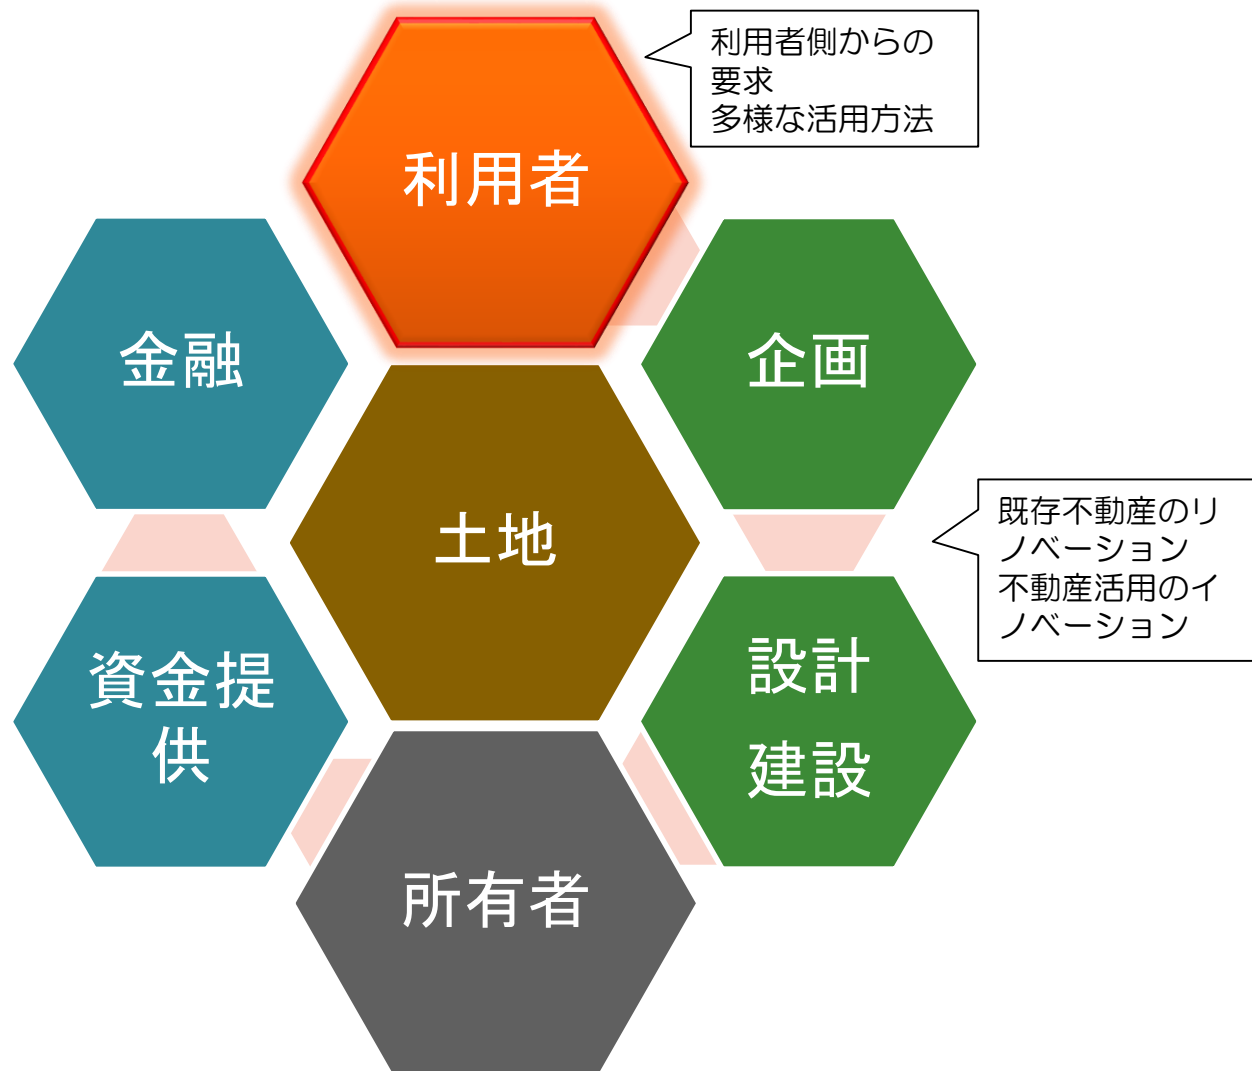 利用者側からの
要求
多様な活用方法
利用者
金融
企画
土地
既存不動産のリ
ノベーション
不動産活用のイ
ノベーション
資金提
供
設計
建設
所有者